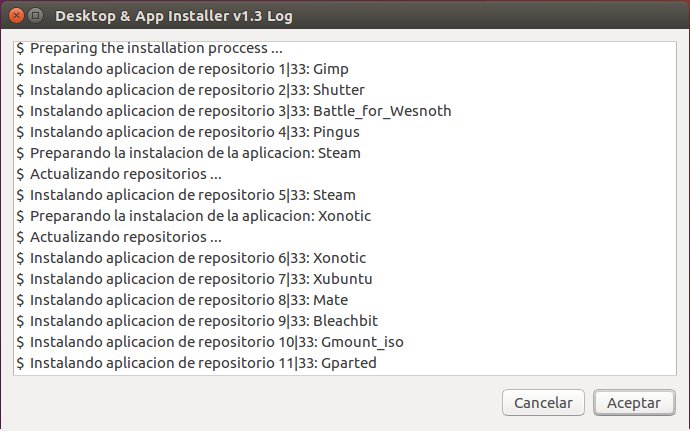 Desktop & App Installer v1.3 Log
$ Preparing the installation proccess ...
$ Instalando aplicacion de repositorio 1|33: Gimp
$ Instalando aplicacion de repositorio 2|33: Shutter
$ Instalando aplicacion de repositorio 3|33: Battle_for_Wesnoth
$ Instalando aplicacion de repositorio 4|33: Pingus
$ Preparando la instalacion de la aplicacion: Steam
$ Actualizando repositorios ...
$ Instalando aplicacion de repositorio 5|33: Steam
$ Preparando la instalacion de la aplicacion: Xonotic
$ Actualizando repositorios ...
$ Instalando aplicacion de repositorio 6|33: Xonotic
$ Instalando aplicacion de repositorio 7|33: Xubuntu
$ Instalando aplicacion de repositorio 8|33: Mate
$ Instalando aplicacion de repositorio 9|33: Bleachbit
$ Instalando aplicacion de repositorio 10|33: Gmount_iso
$ Instalando aplicacion de repositorio 11|33: Gparted
Cancelar Aceptar